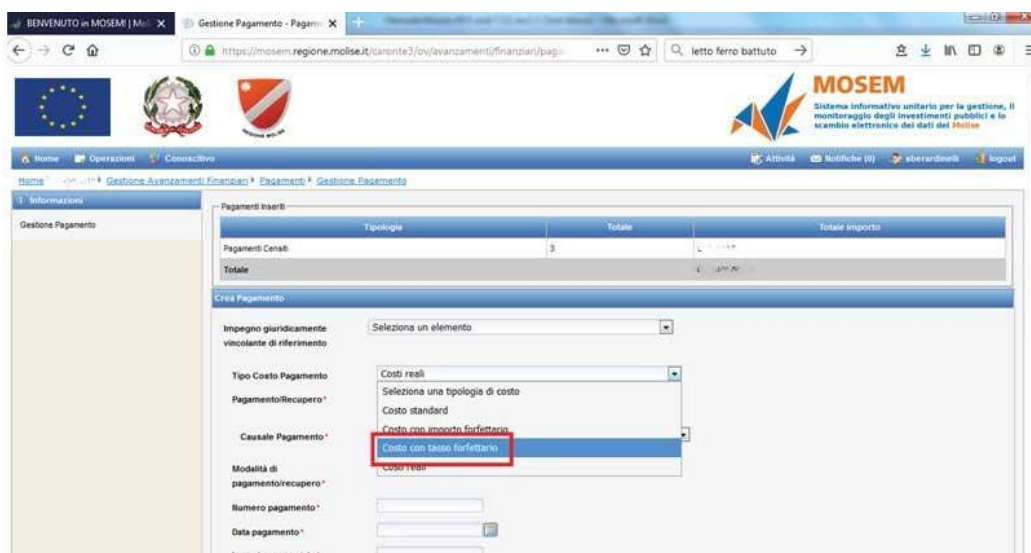 BENVENUTO in MOSEM! | Mol X
Gestione Pagamento - Pagam X +
https://mosem.regione.molise.it/caronte3/ov/avanzamenti/finanziari/pag
letto ferro battuto
REGIONE MOLISE
MOSEM
Sistema informativo unitario per la gestione, il
monitoraggio degli investimenti pubblici e lo
scambio elettronico dei dati del Molise
Home Operazioni Conoscitivo Attività Notifiche (0) eberardinelli logout
Home Gestione Avanzamenti Finanziari Pagamenti Gestione Pagamento
Informazioni
Gestione Pagamento
Pagamenti Inseriti
Tipologia Totale Totale importo
Pagamenti Censiti 3
Totale
Crea Pagamento
Impegno giuridicamente
vincolante di riferimento
Seleziona un elemento
Tipo Costo Pagamento Costi reali
Seleziona una tipologia di costo
Pagamento/Recupero*
Costo standard
Costo con importo forfettario
Causale Pagamento*
Costo con tasso forfettario
Costi reali
Modalità di
pagamento/recupero*
Numero pagamento*
Data pagamento*